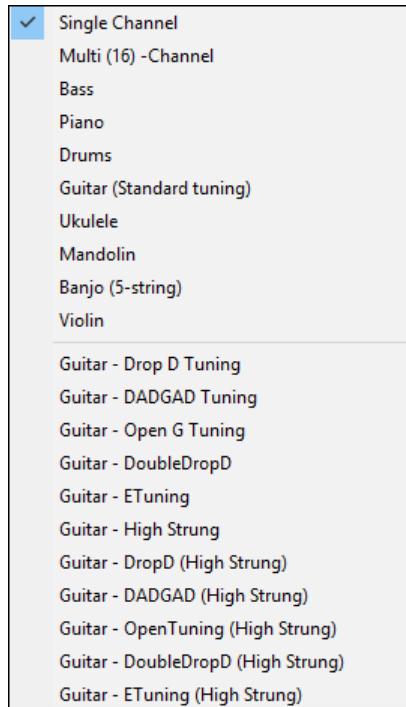 Single Channel
Multi (16) -Channel
Bass
Piano
Drums
Guitar (Standard tuning)
Ukulele
Mandolin
Banjo (5-string)
Violin
Guitar - Drop D Tuning
Guitar - DADGAD Tuning
Guitar - Open G Tuning
Guitar - DoubleDropD
Guitar - ETuning
Guitar - High Strung
Guitar - DropD (High Strung)
Guitar - DADGAD (High Strung)
Guitar - OpenTuning (High Strung)
Guitar - DoubleDropD (High Strung)
Guitar - ETuning (High Strung)